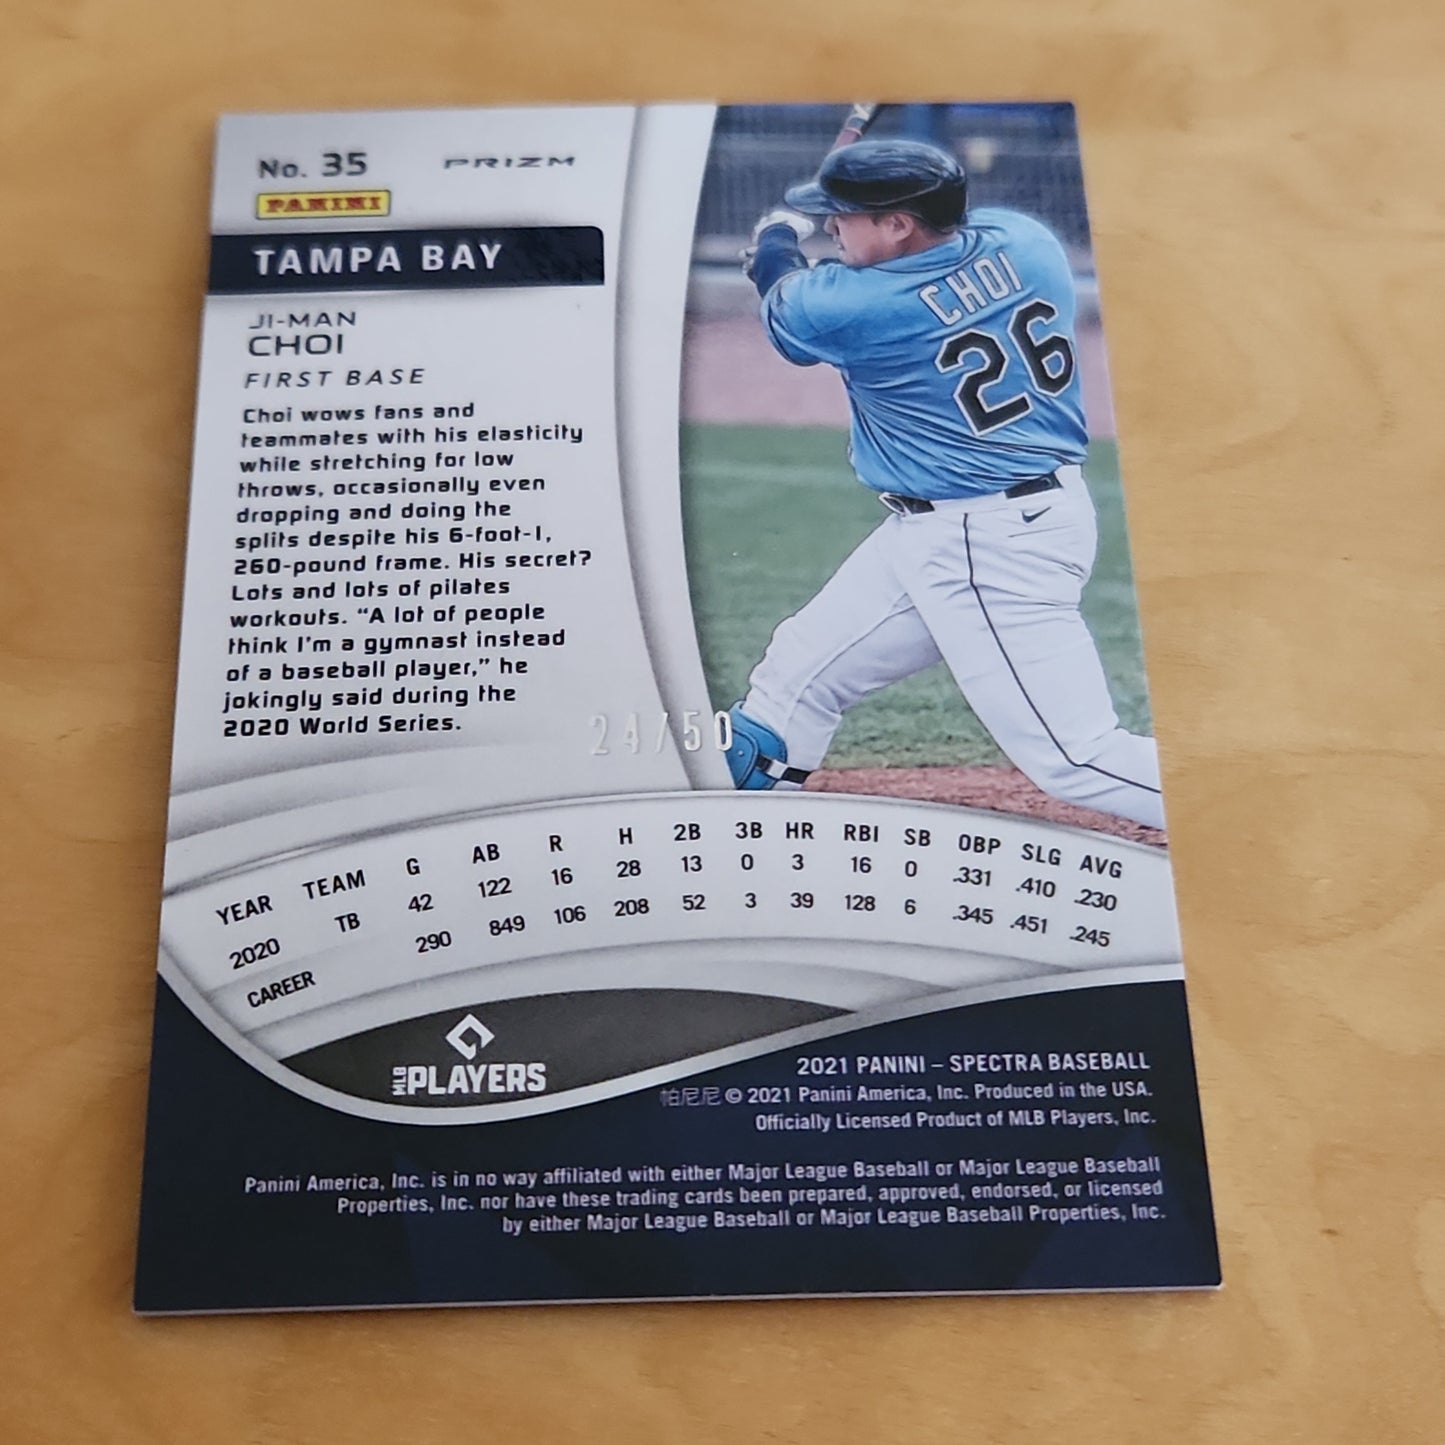 No. 35 PRIZM
PANINI
TAMPA BAY
JI-MAN
CHOI
FIRST BASE
Choi wows fans and
teammates with his elasticity
while stretching for low
throws, occasionally even
dropping and doing the
splits despite his 6-foot-1,
260-pound frame. His secret?
Lots and lots of pilates
workouts. “A lot of people
think I’m a gymnast instead
of a baseball player,” he
jokingly said during the
2020 World Series.
24/50
CHOI
26
YEAR TEAM G AB R H 2B 3B HR RBI SB OBP SLG AVG
2020 TB 42 122 16 28 13 0 3 16 0 .331 .410 .230
CAREER 290 849 106 208 52 3 39 128 6 .345 .451 .245
MLB PLAYERS
2021 PANINI – SPECTRA BASEBALL
帕尼尼 © 2021 Panini America, Inc. Produced in the USA.
Officially Licensed Product of MLB Players, Inc.
Panini America, Inc. is in no way affiliated with either Major League Baseball or Major League Baseball
Properties, Inc. nor have these trading cards been prepared, approved, endorsed, or licensed
by either Major League Baseball or Major League Baseball Properties, Inc.